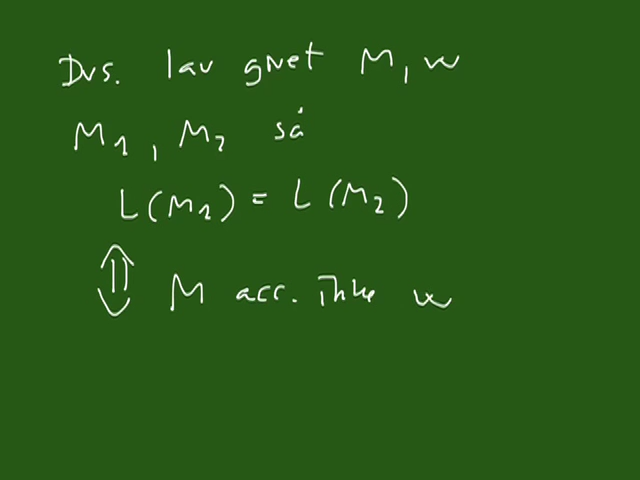 Dvs. lav givet M, w
M1, M2 så
L(M1) = L(M2)
⇕ M acc. ikke w